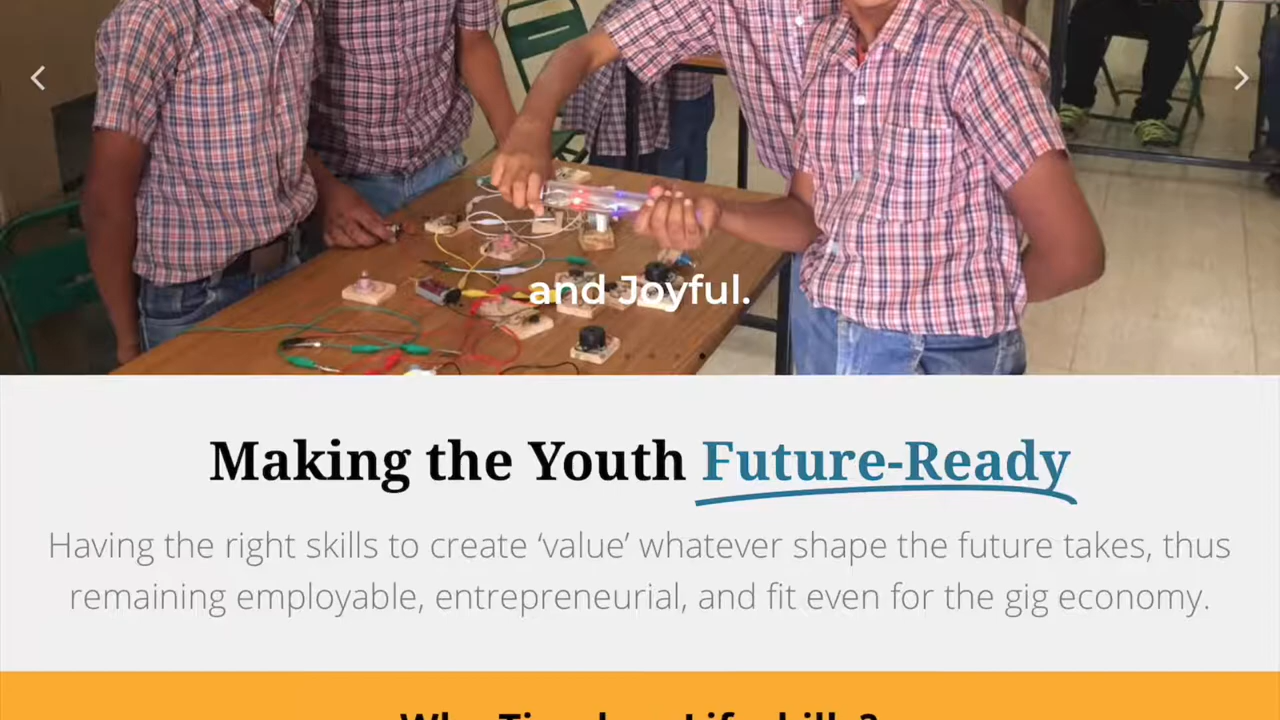 and Joyful.
Making the Youth Future-Ready
Having the right skills to create ‘value’ whatever shape the future takes, thus
remaining employable, entrepreneurial, and fit even for the gig economy.